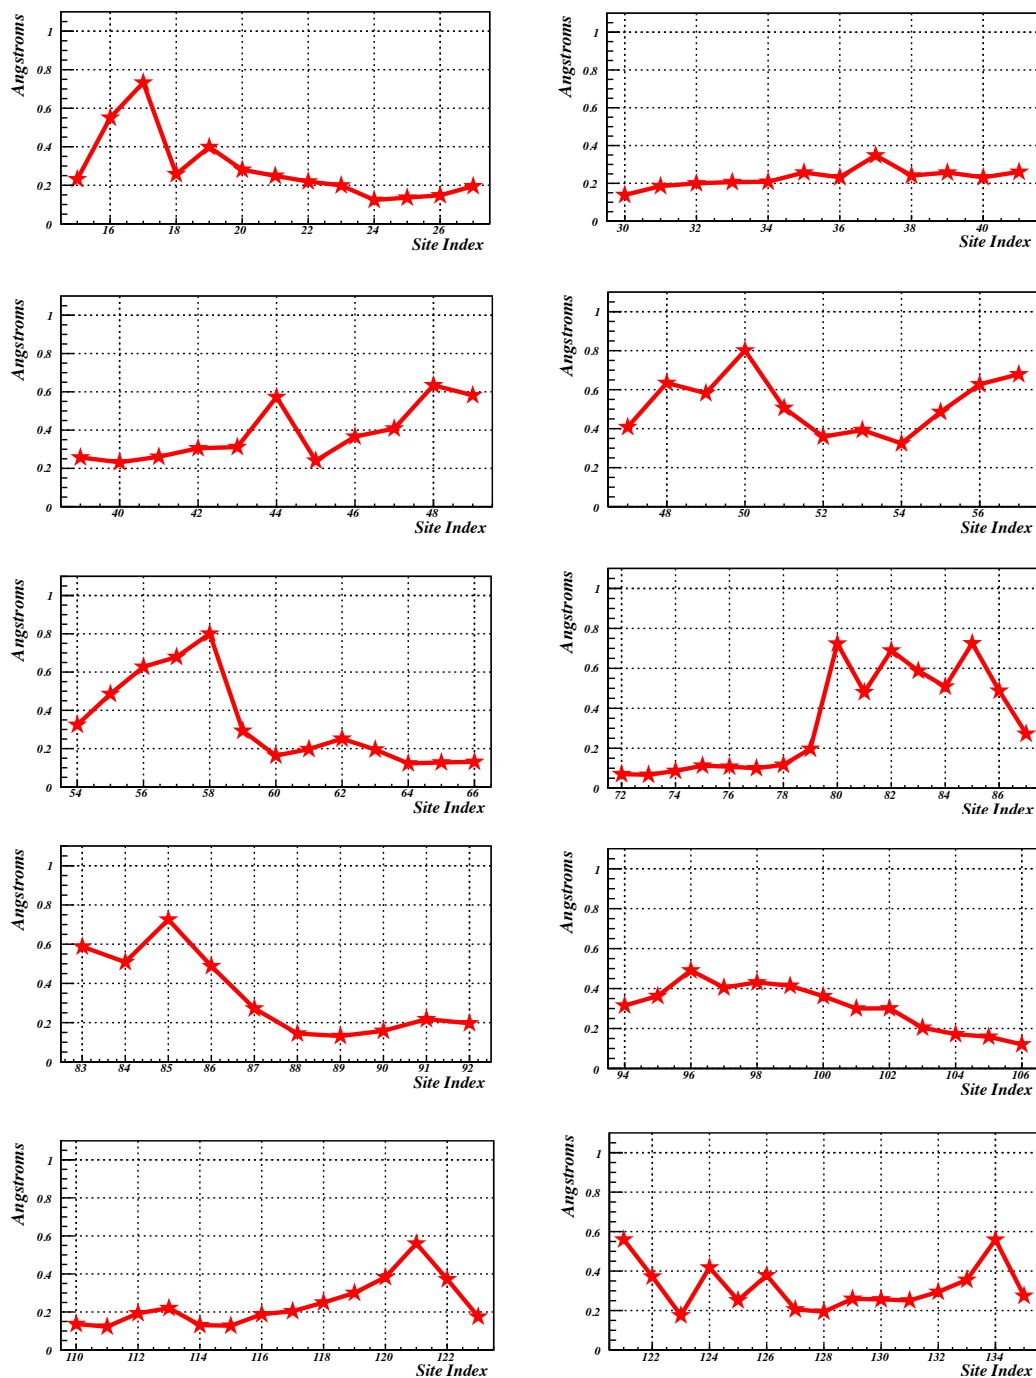 Angstroms
1
0.8
0.6
0.4
0.2
0
16 18 20 22 24 26
Site Index
Angstroms
1
0.8
0.6
0.4
0.2
0
30 32 34 36 38 40
Site Index
Angstroms
1
0.8
0.6
0.4
0.2
0
40 42 44 46 48
Site Index
Angstroms
1
0.8
0.6
0.4
0.2
0
48 50 52 54 56
Site Index
Angstroms
1
0.8
0.6
0.4
0.2
0
54 56 58 60 62 64 66
Site Index
Angstroms
1
0.8
0.6
0.4
0.2
0
72 74 76 78 80 82 84 86
Site Index
Angstroms
1
0.8
0.6
0.4
0.2
0
83 84 85 86 87 88 89 90 91 92
Site Index
Angstroms
1
0.8
0.6
0.4
0.2
0
94 96 98 100 102 104 106
Site Index
Angstroms
1
0.8
0.6
0.4
0.2
0
110 112 114 116 118 120 122
Site Index
Angstroms
1
0.8
0.6
0.4
0.2
0
122 124 126 128 130 132 134
Site Index